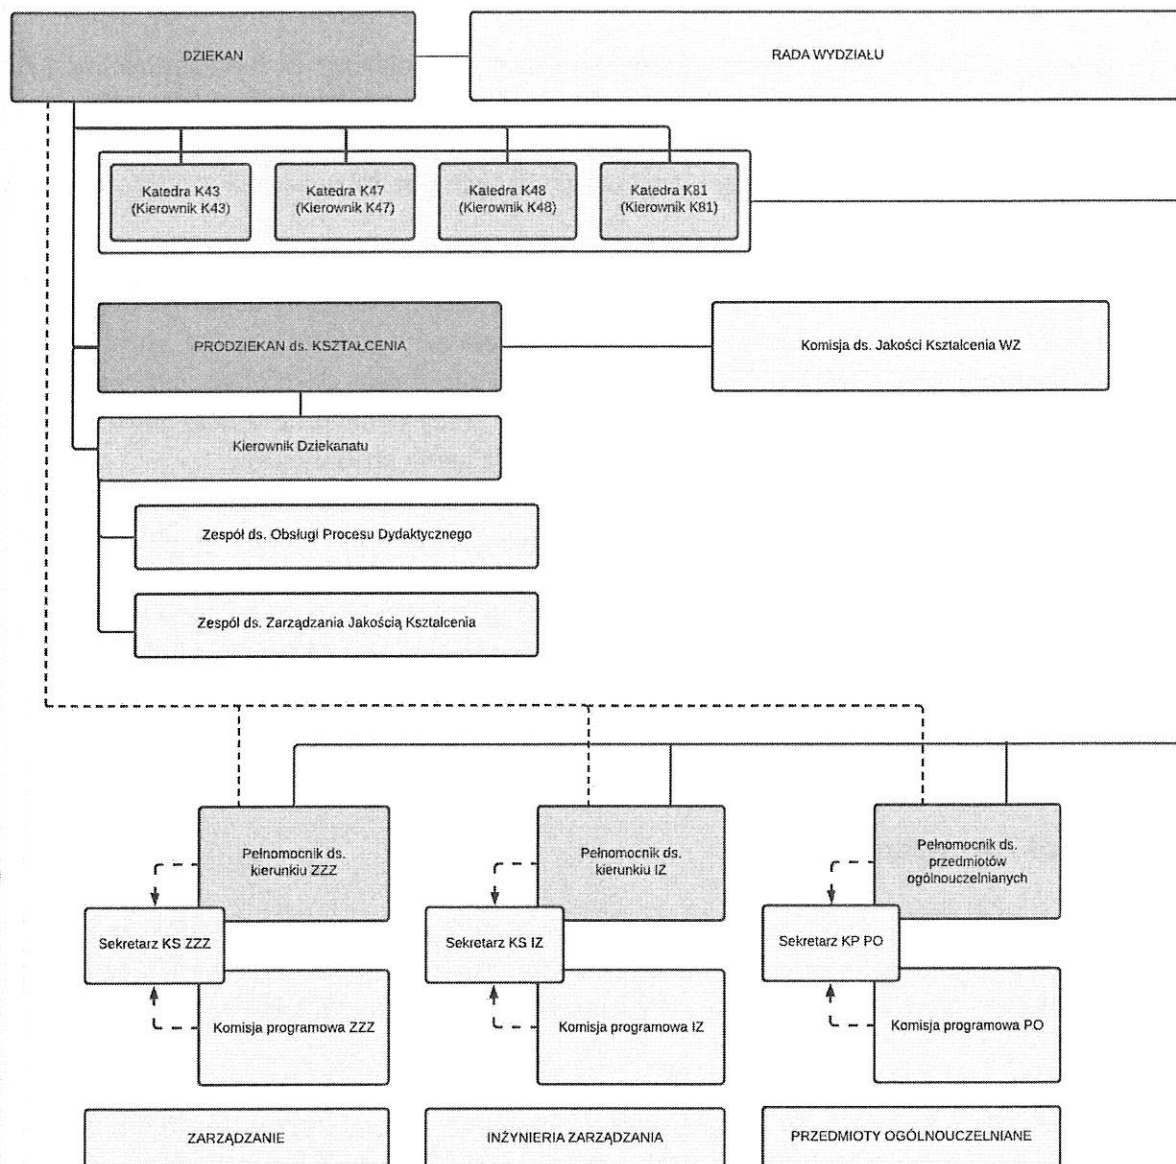 DZIEKAN
RADA WYDZIAŁU
Katedra K43
(Kierownik K43)
Katedra K47
(Kierownik K47)
Katedra K48
(Kierownik K48)
Katedra K81
(Kierownik K81)
PRODZIEKAN ds. KSZTAŁCENIA
Komisja ds. Jakości Kształcenia WZ
Kierownik Dziekanatu
Zespół ds. Obsługi Procesu Dydaktycznego
Zespół ds. Zarządzania Jakością Kształcenia
Pełnomocnik ds.
kierunkiu ZZZ
Pełnomocnik ds.
kierunku IZ
Pełnomocnik ds.
przedmiotów
ogólnouczelnianych
Sekretarz KS ZZZ
Sekretarz KS IZ
Sekretarz KP PO
Komisja programowa ZZZ
Komisja programowa IZ
Komisja programowa PO
ZARZĄDZANIE
INŻYNIERIA ZARZĄDZANIA
PRZEDMIOTY OGÓLNOUCZELNIANE